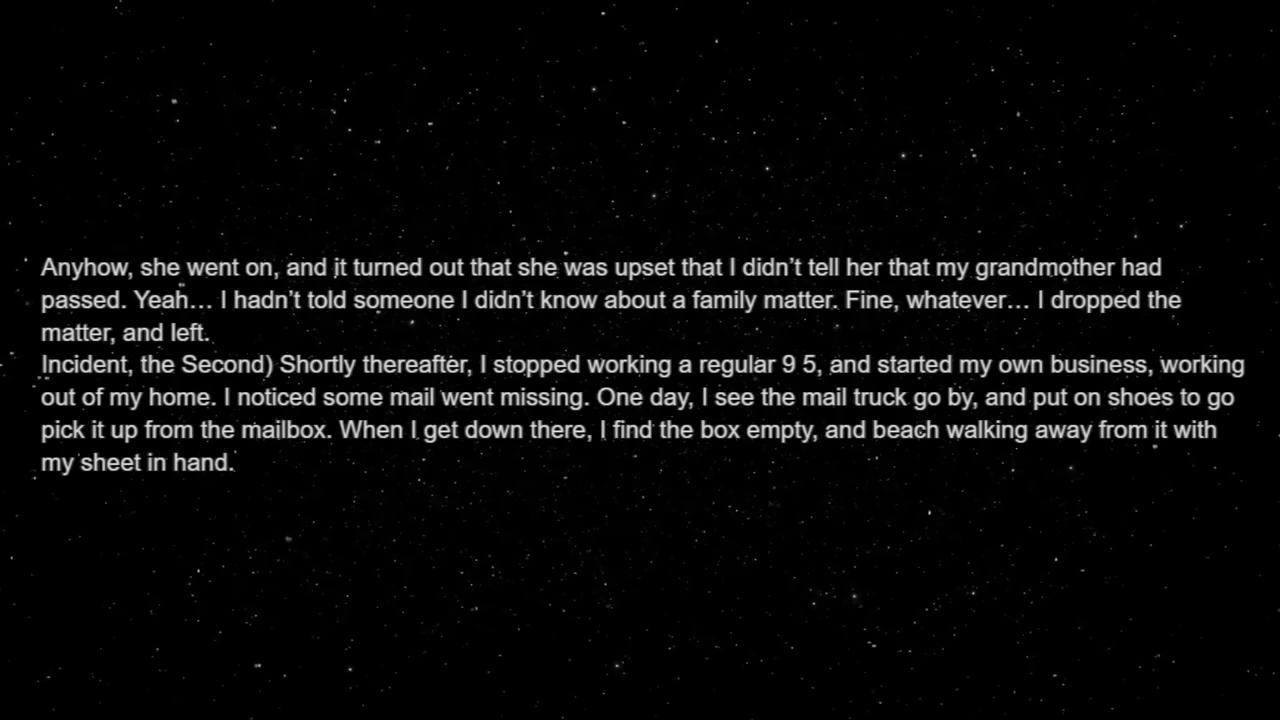 Anyhow, she went on, and it turned out that she was upset that I didn’t tell her that my grandmother had
passed. Yeah… I hadn’t told someone I didn’t know about a family matter. Fine, whatever… I dropped the
matter, and left.
Incident, the Second) Shortly thereafter, I stopped working a regular 9 5, and started my own business, working
out of my home. I noticed some mail went missing. One day, I see the mail truck go by, and put on shoes to go
pick it up from the mailbox. When I get down there, I find the box empty, and beach walking away from it with
my sheet in hand.